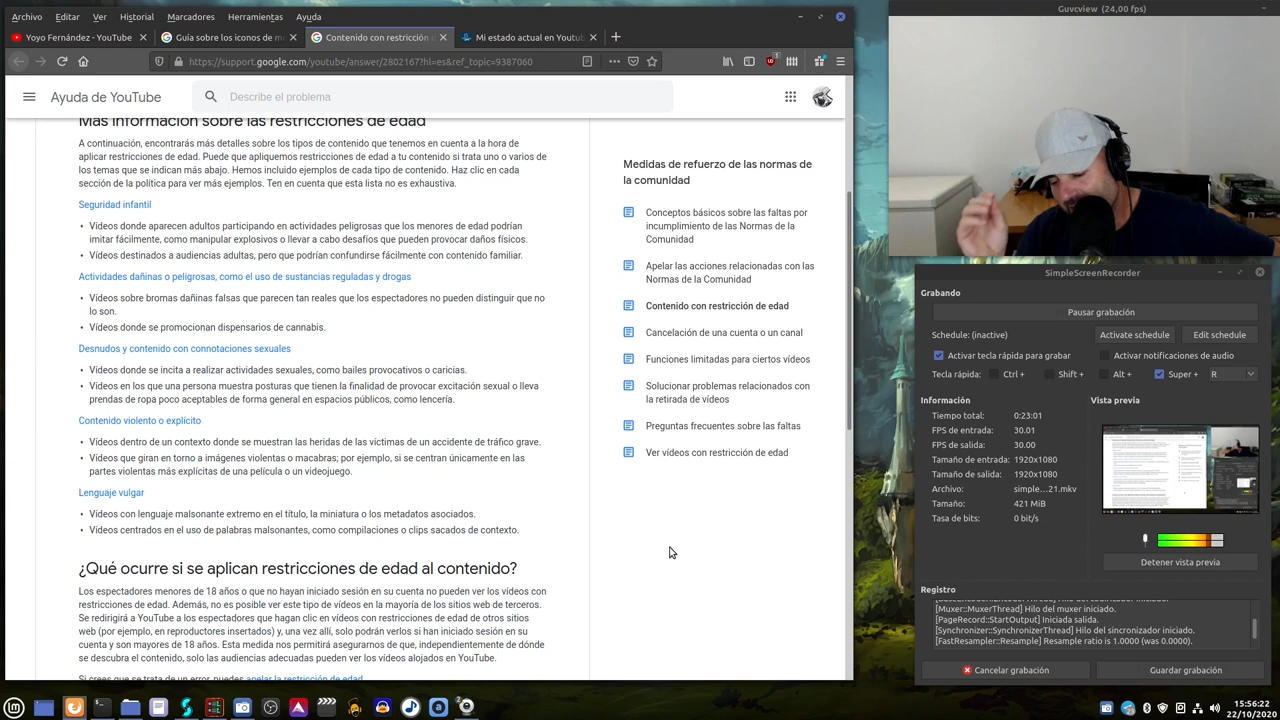 Archivo Editar Ver Historial Marcadores Herramientas Ayuda
Yoyo Fernández - YouTube
Guía sobre los iconos de m
Contenido con restricción
Mi estado actual en Youtub
https://support.google.com/youtube/answer/2802167?hl=es&ref_topic=9387060
Ayuda de YouTube
Describe el problema
Más información sobre las restricciones de edad
A continuación, encontrarás más detalles sobre los tipos de contenido que tenemos en cuenta a la hora de
aplicar restricciones de edad. Puede que apliquemos restricciones de edad a tu contenido si trata uno o varios de
los temas que se indican más abajo. Hemos incluido ejemplos de cada tipo de contenido. Haz clic en cada
sección de la política para ver más ejemplos. Ten en cuenta que esta lista no es exhaustiva.
Seguridad infantil
• Vídeos donde aparecen adultos participando en actividades peligrosas que los menores de edad podrían
imitar fácilmente, como manipular explosivos o llevar a cabo desafíos que pueden provocar daños físicos.
• Vídeos destinados a audiencias adultas, pero que podrían confundirse fácilmente con contenido familiar.
Actividades dañinas o peligrosas, como el uso de sustancias reguladas y drogas
• Vídeos sobre bromas dañinas falsas que parecen tan reales que los espectadores no pueden distinguir que no
lo son.
• Vídeos donde se promocionan dispensarios de cannabis.
Desnudos y contenido con connotaciones sexuales
• Vídeos donde se incita a realizar actividades sexuales, como bailes provocativos o caricias.
• Vídeos en los que una persona muestra posturas que tienen la finalidad de provocar excitación sexual o lleva
prendas de ropa poco aceptables de forma general en espacios públicos, como lencería.
Contenido violento o explícito
• Vídeos dentro de un contexto donde se muestran las heridas de las víctimas de un accidente de tráfico grave.
• Vídeos que giran en torno a imágenes violentas o macabras; por ejemplo, si se centran únicamente en las
partes violentas más explícitas de una película o un videojuego.
Lenguaje vulgar
• Vídeos con lenguaje malsonante extremo en el título, la miniatura o los metadatos asociados.
• Vídeos centrados en el uso de palabras malsonantes, como compilaciones o clips sacados de contexto.
¿Qué ocurre si se aplican restricciones de edad al contenido?
Los espectadores menores de 18 años o que no hayan iniciado sesión en su cuenta no pueden ver los vídeos con
restricciones de edad. Además, no es posible ver este tipo de vídeos en la mayoría de los sitios web de terceros.
Se redirigirá a YouTube a los espectadores que hagan clic en vídeos con restricciones de edad de otros sitios
web (por ejemplo, en reproductores insertados) y, una vez allí, solo podrán verlos si han iniciado sesión en su
cuenta y son mayores de 18 años. Esta medida nos permitirá asegurarnos de que, independientemente de dónde
se descubra el contenido, solo las audiencias adecuadas pueden ver los vídeos alojados en YouTube.
Si crees que se trata de un error, puedes apelar la restricción de edad.
Medidas de refuerzo de las normas de
la comunidad
Conceptos básicos sobre las faltas por
incumplimiento de las Normas de la
Comunidad
Apelar las acciones relacionadas con las
Normas de la Comunidad
Contenido con restricción de edad
Cancelación de una cuenta o un canal
Funciones limitadas para ciertos vídeos
Solucionar problemas relacionados con
la retirada de vídeos
Preguntas frecuentes sobre las faltas
Ver vídeos con restricción de edad
Guvcview (24,00 fps)
SimpleScreenRecorder
Grabando
Pausar grabación
Schedule: (inactive) Activate schedule Edit schedule
Activar tecla rápida para grabar Activar notificaciones de audio
Tecla rápida: Ctrl + Shift + Alt + Super + R
Información
Tiempo total: 0:23:01
FPS de entrada: 30.01
FPS de salida: 30.00
Tamaño de entrada: 1920x1080
Tamaño de salida: 1920x1080
Archivo: simple...21.mkv
Tamaño: 421 MiB
Tasa de bits: 0 bit/s
Vista previa
Detener vista previa
Registro
[Muxer::MuxerThread] Hilo del muxer iniciado.
[PageRecord::StartOutput] Iniciada salida.
[Synchronizer::SynchronizerThread] Hilo del sincronizador iniciado.
[FastResampler::Resample] Resample ratio is 1.0000 (was 0.0000).
Cancelar grabación
Guardar grabación
15:56:22
22/10/2020